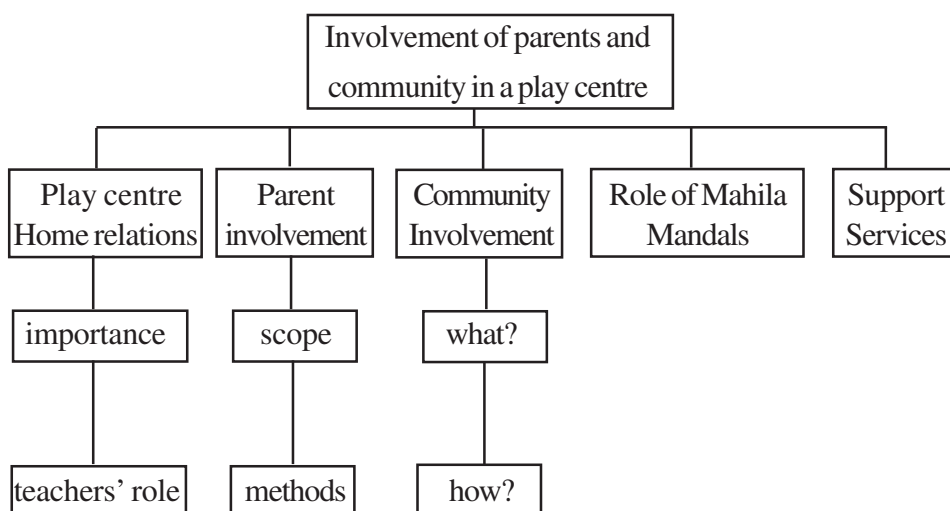 Involvement of parents and
community in a play centre
Play centre
Home relations
Parent
involvement
Community
Involvement
Role of Mahila
Mandals
Support
Services
importance
scope
what?
teachers' role
methods
how?